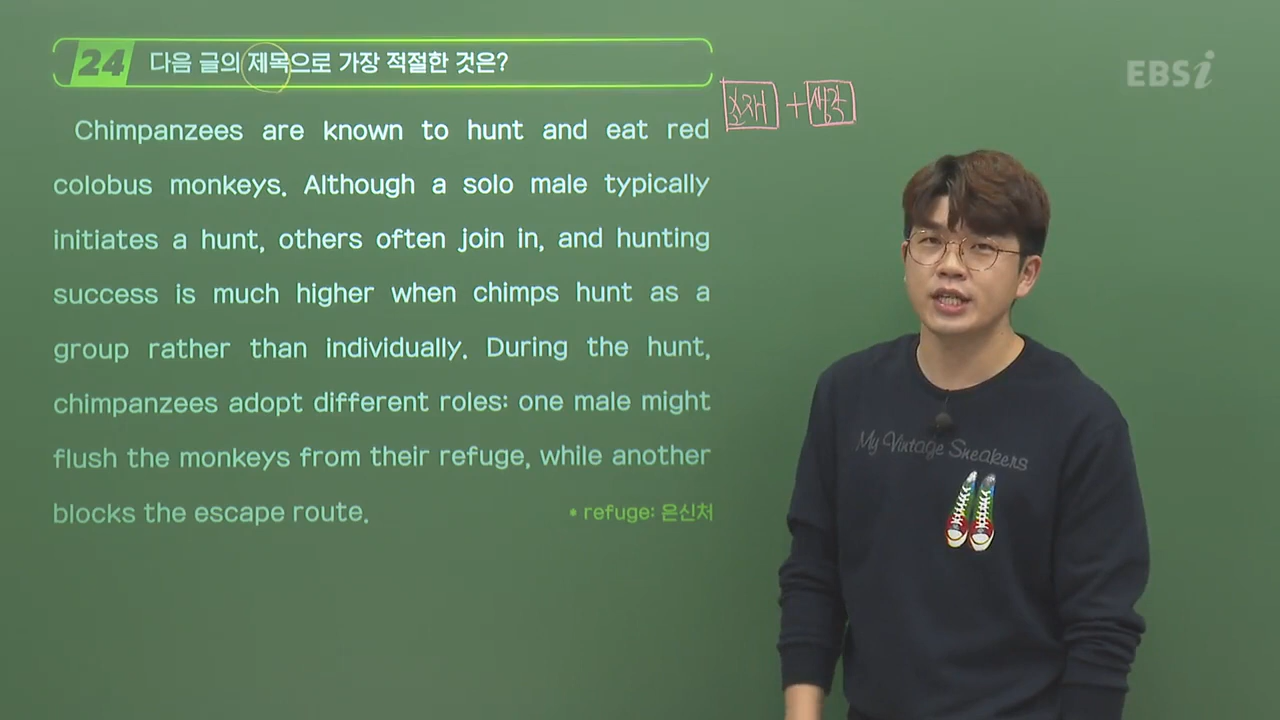 24 다음 글의 제목으로 가장 적절한 것은?
EBSi
소재 + 생각
Chimpanzees are known to hunt and eat red
colobus monkeys. Although a solo male typically
initiates a hunt, others often join in, and hunting
success is much higher when chimps hunt as a
group rather than individually. During the hunt,
chimpanzees adopt different roles: one male might
flush the monkeys from their refuge, while another
blocks the escape route.
* refuge: 은신처
My Vintage Sneakers